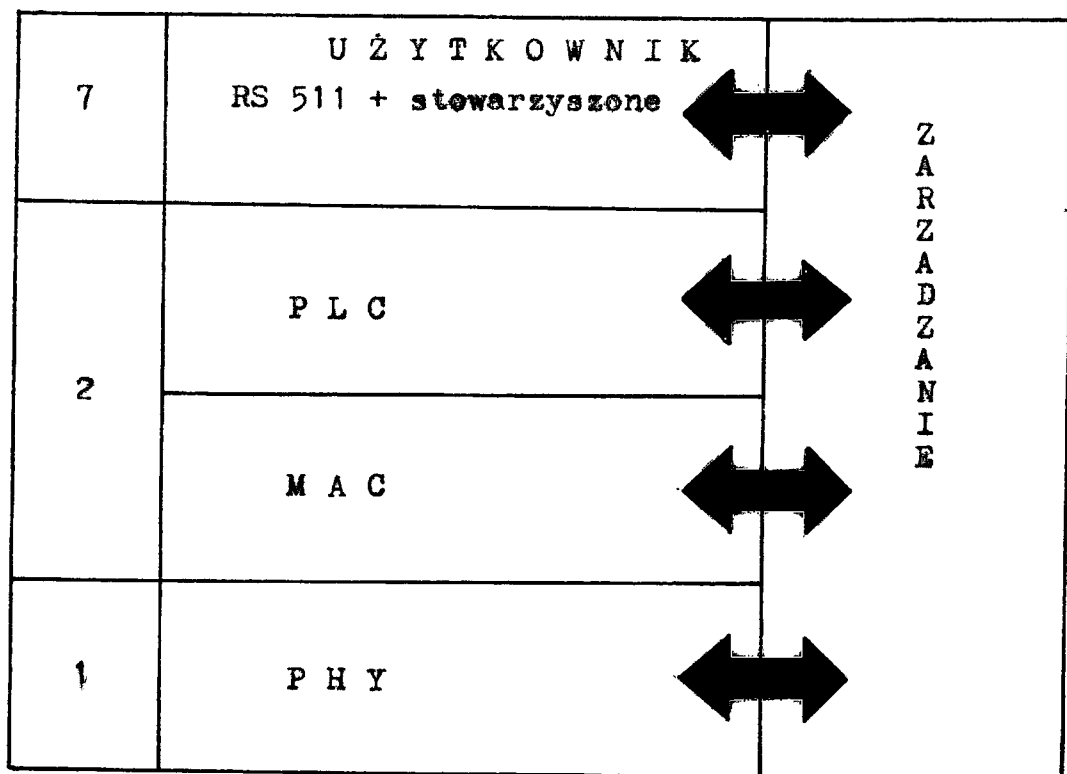 7
U Ż Y T K O W N I K
RS 511 + stowarzyszone
2
P L C
M A C
1
P H Y
Z
A
R
Z
A
D
Z
A
N
I
E